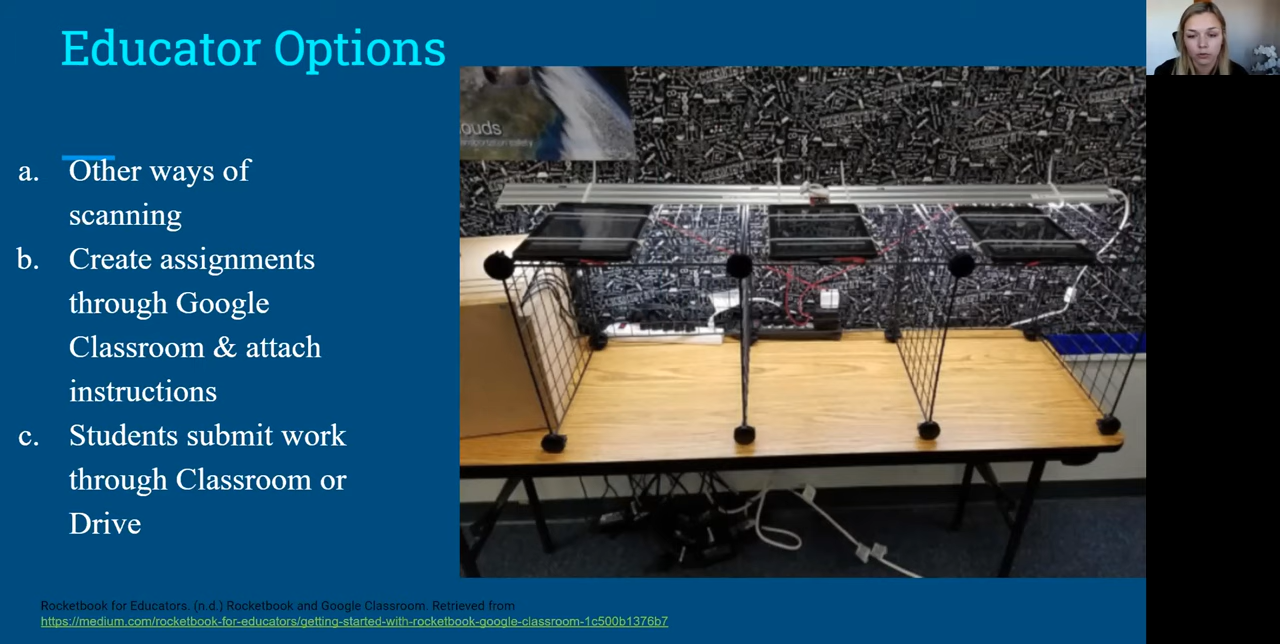 Educator Options
ouds
a. Other ways of
scanning
b. Create assignments
through Google
Classroom & attach
instructions
c. Students submit work
through Classroom or
Drive
Rocketbook for Educators. (n.d.) Rocketbook and Google Classroom. Retrieved from
https://medium.com/rocketbook-for-educators/getting-started-with-rocketbook-google-classroom-1c500b1376b7